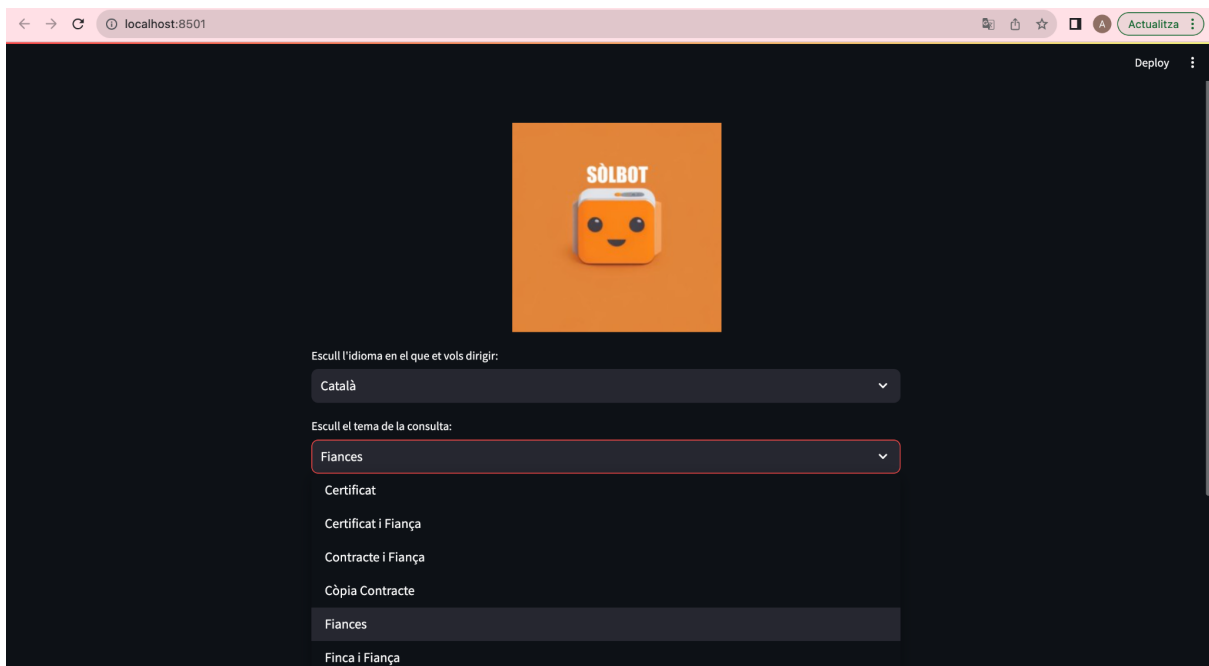 localhost:8501
A
Actualitza
Deploy
SÒLBOT
Escull l'idioma en el que et vols dirigir:
Català
Escull el tema de la consulta:
Fiances
Certificat
Certificat i Fiança
Contracte i Fiança
Còpia Contracte
Fiances
Finca i Fiança